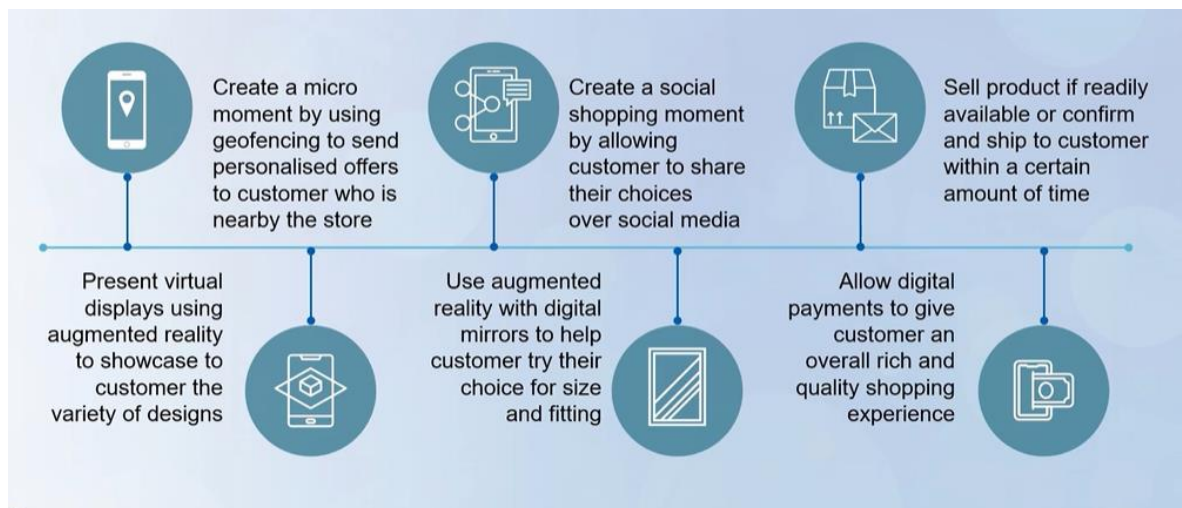 Create a micro
moment by using
geofencing to send
personalised offers
to customer who is
nearby the store
Present virtual
displays using
augmented reality
to showcase to
customer the
variety of designs
Create a social
shopping moment
by allowing
customer to share
their choices
over social media
Use augmented
reality with digital
mirrors to help
customer try their
choice for size
and fitting
Sell product if readily
available or confirm
and ship to customer
within a certain
amount of time
Allow digital
payments to give
customer an
overall rich and
quality shopping
experience